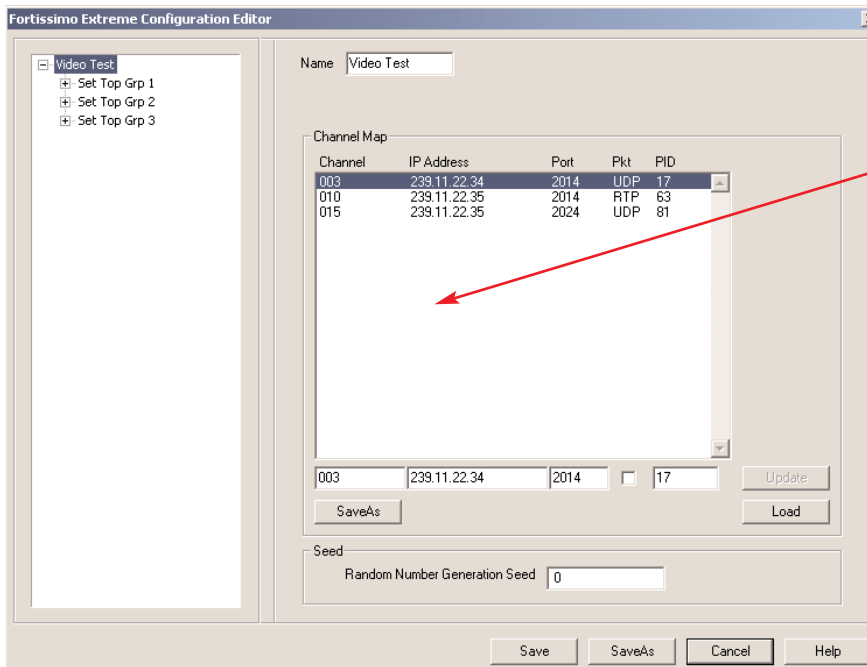 Fortissimo Extreme Configuration Editor
Video Test
Set Top Grp 1
Set Top Grp 2
Set Top Grp 3
Name Video Test
Channel Map
Channel IP Address Port Pkt PID
003 239.11.22.34 2014 UDP 17
010 239.11.22.35 2014 RTP 63
015 239.11.22.35 2024 UDP 81
003 239.11.22.34 2014 17 Update
SaveAs Load
Seed
Random Number Generation Seed 0
Save SaveAs Cancel Help